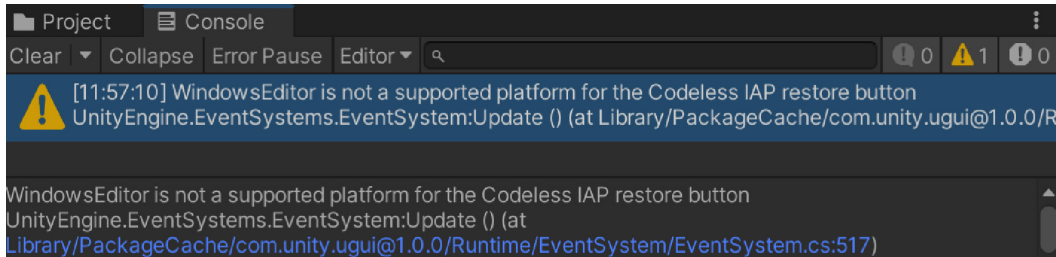 Project Console
Clear Collapse Error Pause Editor 0 1 0
[11:57:10] WindowsEditor is not a supported platform for the Codeless IAP restore button
UnityEngine.EventSystems.EventSystem:Update () (at Library/PackageCache/com.unity.ugui@1.0.0/R
WindowsEditor is not a supported platform for the Codeless IAP restore button
UnityEngine.EventSystems.EventSystem:Update () (at
Library/PackageCache/com.unity.ugui@1.0.0/Runtime/EventSystem/EventSystem.cs:517)